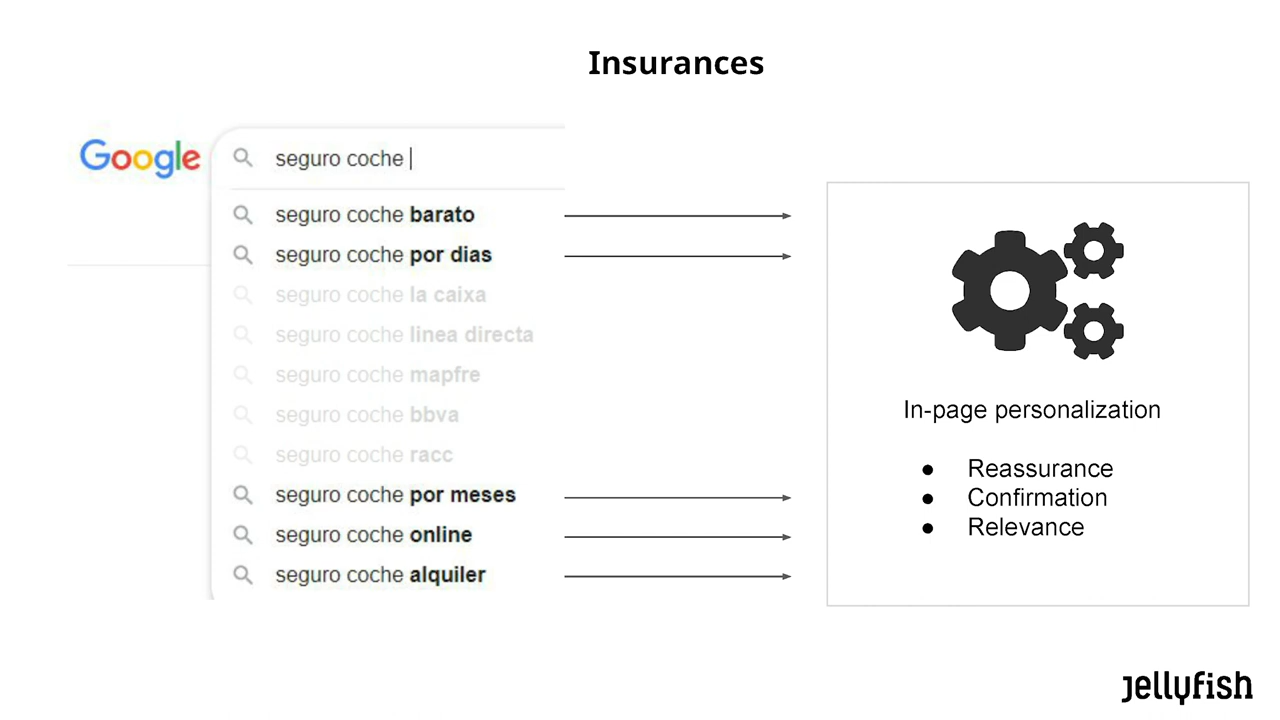 Insurances
Google
seguro coche
seguro coche barato
seguro coche por dias
seguro coche la caixa
seguro coche linea directa
seguro coche mapfre
seguro coche bbva
seguro coche racc
seguro coche por meses
seguro coche online
seguro coche alquiler
In-page personalization
● Reassurance
● Confirmation
● Relevance
jellyfish